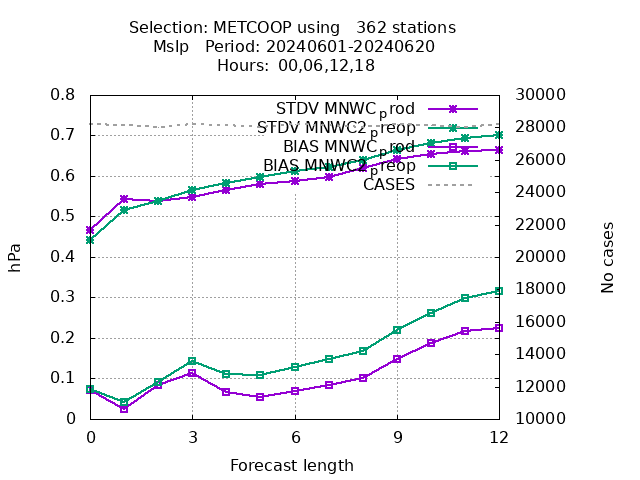 Selection: METCOOP using 362 stations
Mslp Period: 20240601-20240620
Hours: 00,06,12,18
STDV MNWC_prod
STDV MNWC2_preop
BIAS MNWC_prod
BIAS MNWC2_preop
CASES
0.8
0.7
0.6
0.5
0.4
0.3
0.2
0.1
0
hPa
30000
28000
26000
24000
22000
20000
18000
16000
14000
12000
10000
No cases
0 3 6 9 12
Forecast length